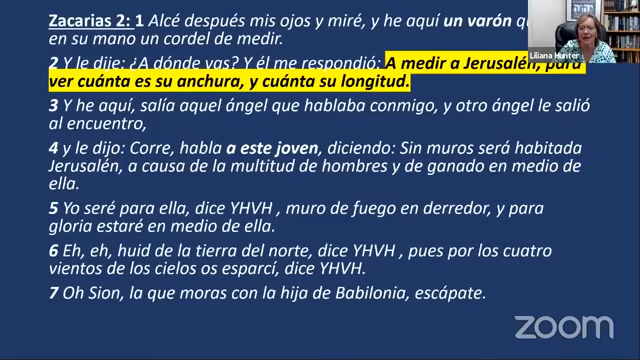 Zacarias 2: 1 Alcé después mis ojos y miré, y he aquí un varón
en su mano un cordel de medir.
2 Y le dije: ¿A dónde vas? Y él me respondió: A medir a Jerusalén, para
ver cuánta es su anchura, y cuánta su longitud.
3 Y he aquí, salía aquel ángel que hablaba conmigo, y otro ángel le salió
al encuentro,
4 y le dijo: Corre, habla a este joven, diciendo: Sin muros será habitada
Jerusalén, a causa de la multitud de hombres y de ganado en medio de
ella.
5 Yo seré para ella, dice YHVH , muro de fuego en derredor, y para
gloria estaré en medio de ella.
6 Eh, eh, huid de la tierra del norte, dice YHVH , pues por los cuatro
vientos de los cielos os esparcí, dice YHVH.
7 Oh Sion, la que moras con la hija de Babilonia, escápate.
Liliana Hunter
zoom